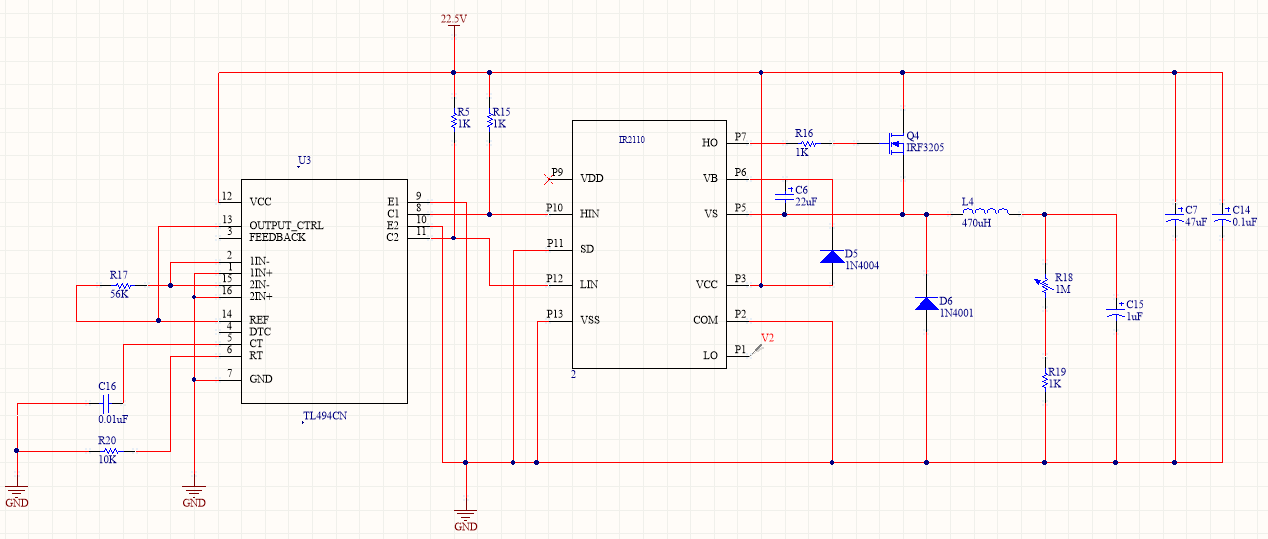 22.5V
R5
1K
R15
1K
IR2110
R16
1K
Q4
IRF3205
P7
HO
U3
P9
VDD
P6
VB
C6
22uF
12
VCC
E1
9
C1
8
P10
HIN
P5
VS
L4
470uH
C7
47uF
C14
0.1uF
13
OUTPUT_CTRL
E2
10
3
FEEDBACK
C2
11
P11
SD
D5
1N4004
2
1IN-
1
1IN+
15
2IN-
16
2IN+
R17
56K
P12
LIN
P3
VCC
R18
1M
D6
1N4001
C15
1uF
14
REF
4
DTC
5
CT
6
RT
P13
VSS
P2
COM
V2
P1
LO
7
GND
2
R19
1K
C16
0.01uF
TL494CN
R20
10K
GND
GND
GND